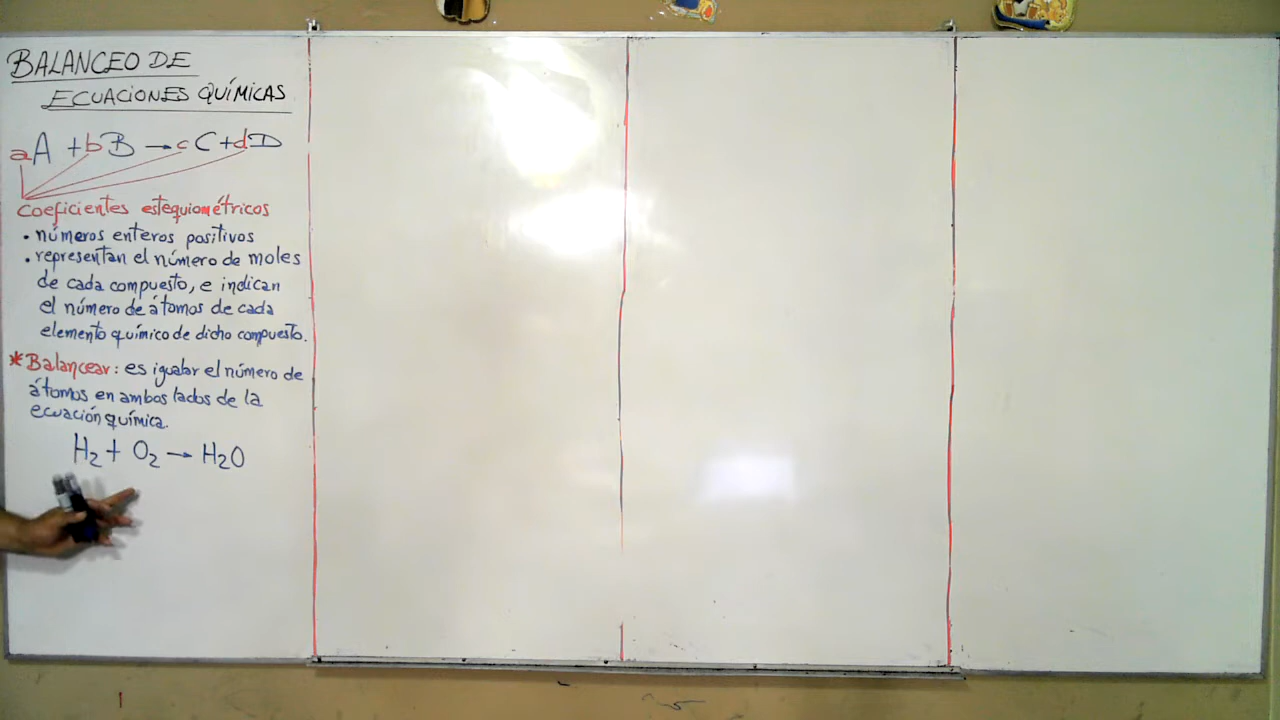 BALANCEO DE
ECUACIONES QUÍMICAS
aA + bB → cC + dD
coeficientes estequiométricos
• números enteros positivos
• representan el número de moles
de cada compuesto, e indican
el número de átomos de cada
elemento químico de dicho compuesto.
* Balancear: es igualar el número de
átomos en ambos lados de la
ecuación química.
H₂ + O₂ → H₂O